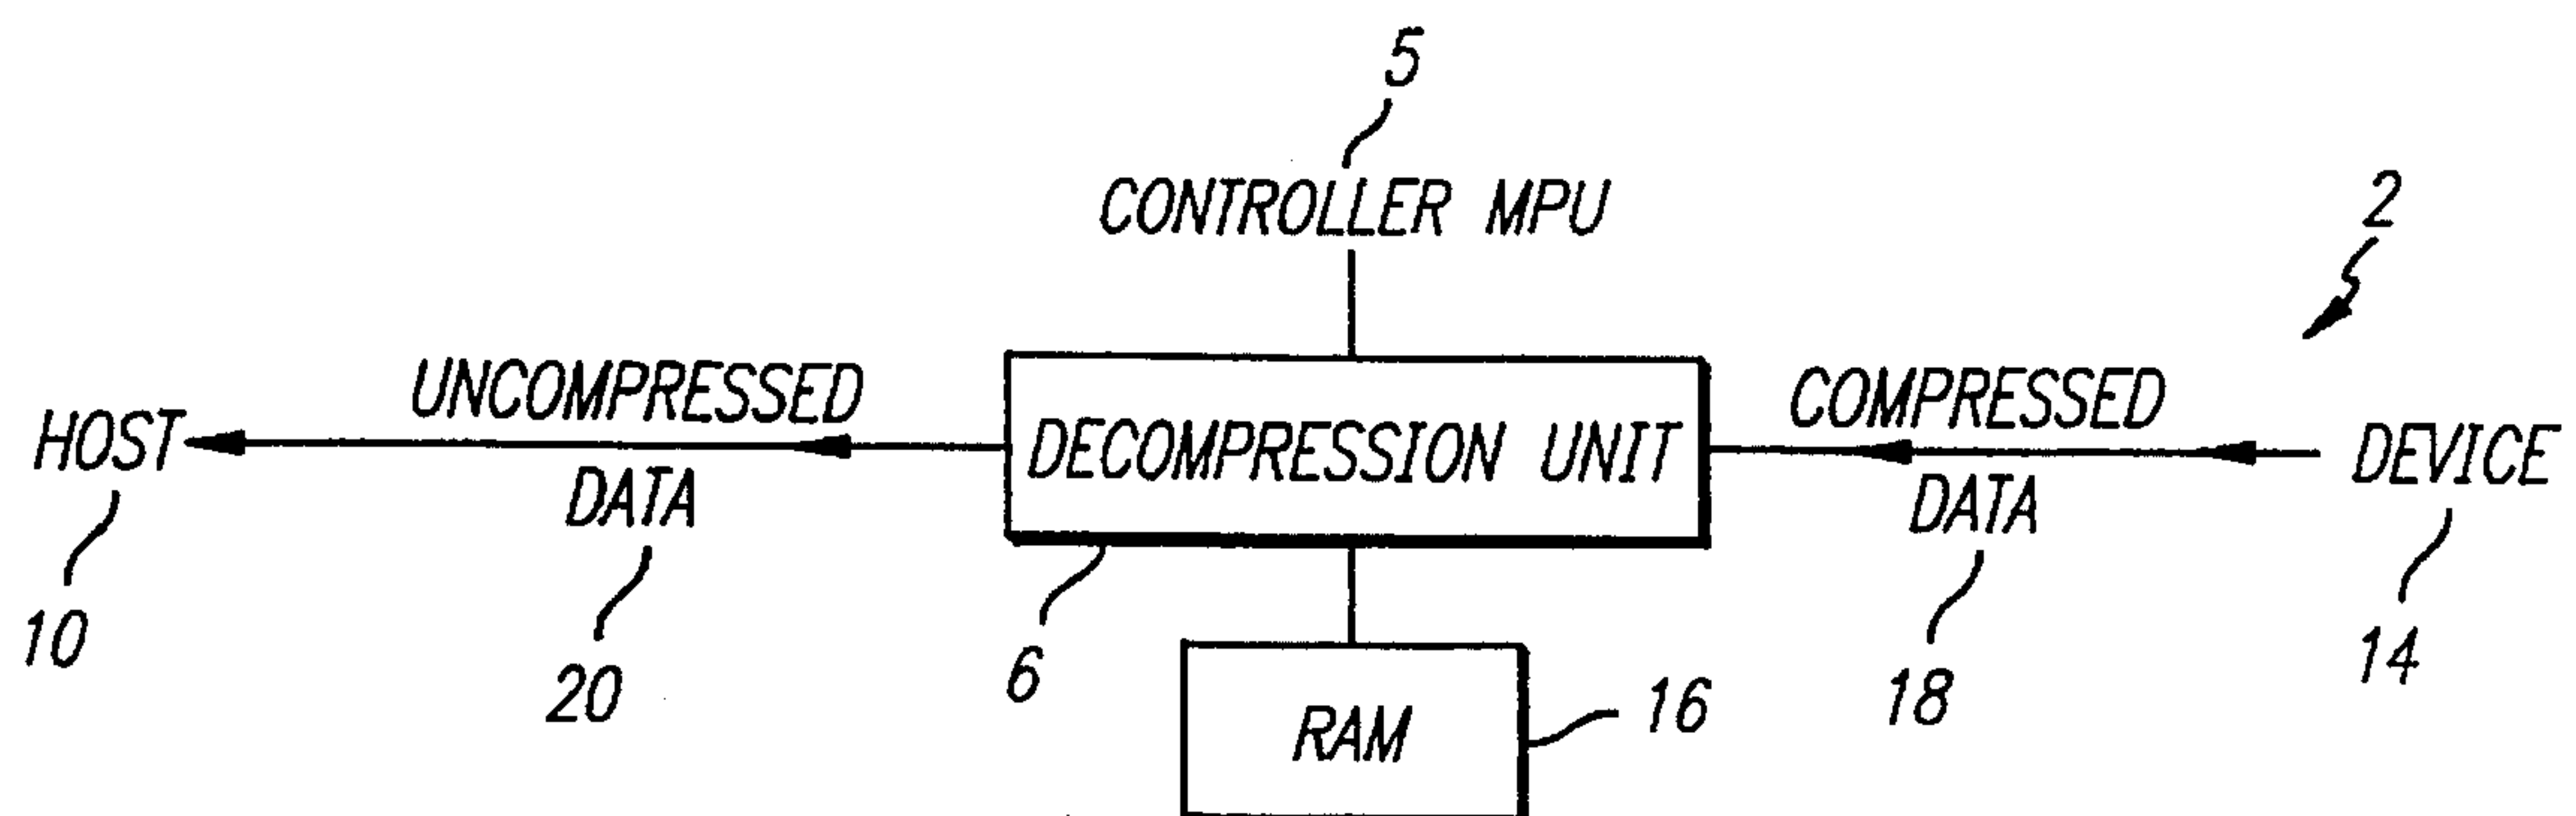 5
CONTROLLER MPU
2
UNCOMPRESSED
COMPRESSED
HOST
DECOMPRESSION UNIT
DEVICE
DATA
DATA
10
20
6
RAM
16
18
14